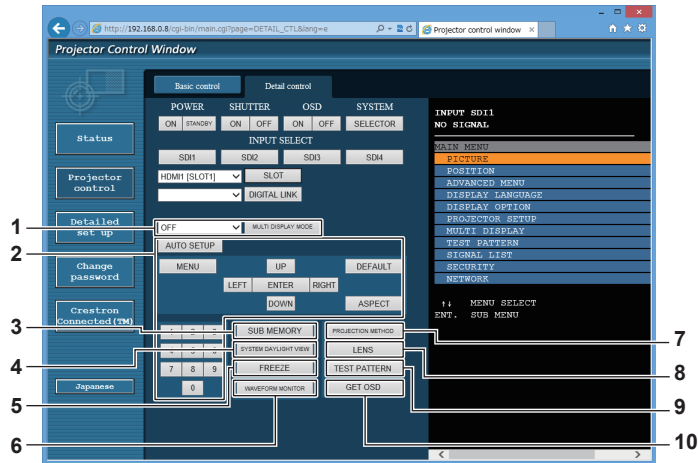 http://192.168.0.8/cgi-bin/main.cgi?page=DETAIL_CTL&lang=e
Projector control window
Projector Control Window
Basic control Detail control
POWER SHUTTER OSD SYSTEM
ON STANDBY ON OFF ON OFF SELECTOR
INPUT SELECT
SDI1 SDI2 SDI3 SDI4
HDMI1 [SLOT1] SLOT
DIGITAL LINK
OFF MULTI DISPLAY MODE
AUTO SETUP
MENU UP DEFAULT
LEFT ENTER RIGHT
DOWN ASPECT
SUB MEMORY PROJECTION METHOD
SYSTEM DAYLIGHT VIEW LENS
7 8 9 FREEZE TEST PATTERN
0 WAVEFORM MONITOR GET OSD
Status
Projector
control
Detailed
set up
Change
password
Crestron
Connected(TM)
Japanese
INPUT SDI1
NO SIGNAL
MAIN MENU
PICTURE
POSITION
ADVANCED MENU
DISPLAY LANGUAGE
DISPLAY OPTION
PROJECTOR SETUP
MULTI DISPLAY
TEST PATTERN
SIGNAL LIST
SECURITY
NETWORK
↑↓ MENU SELECT
ENT. SUB MENU
1
2
3
4
5
6
7
8
9
10